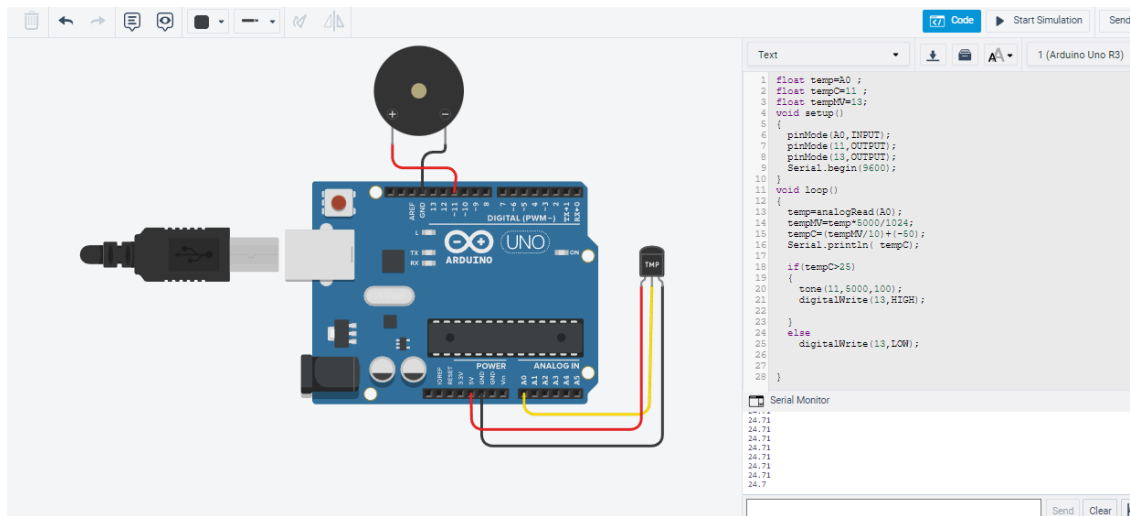 Code
Start Simulation
Send
Text
1 (Arduino Uno R3)
1 float temp=A0 ;
2 float tempC=11 ;
3 float tempMV=13;
4 void setup()
5 {
6 pinMode(A0,INPUT);
7 pinMode(11,OUTPUT);
8 pinMode(13,OUTPUT);
9 Serial.begin(9600);
10 }
11 void loop()
12 {
13 temp=analogRead(A0);
14 tempMV=temp*5000/1024;
15 tempC=(tempMV/10)+(-50);
16 Serial.println( tempC);
17
18 if(tempC>25)
19 {
20 tone(11,5000,100);
21 digitalWrite(13,HIGH);
22
23 }
24 else
25 digitalWrite(13,LOW);
26
27
28 }
Serial Monitor
24.71
24.71
24.71
24.71
24.71
24.71
24.71
24.7
Send
Clear
+ −
AREF
GND
13
12
~11
~10
~9
8
7
~6
~5
~4
~3
2
TX→1
RX←0
DIGITAL (PWM~)
L
TX
RX
ARDUINO
UNO
ON
TMP
POWER
ANALOG IN
IOREF
RESET
3.3V
5V
GND
GND
Vin
A0
A1
A2
A3
A4
A5